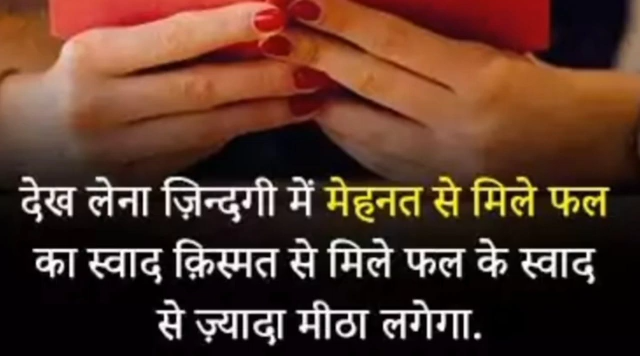 देख लेना ज़िन्दगी में मेहनत से मिले फल
का स्वाद क़िस्मत से मिले फल के स्वाद
से ज़्यादा मीठा लगेगा.